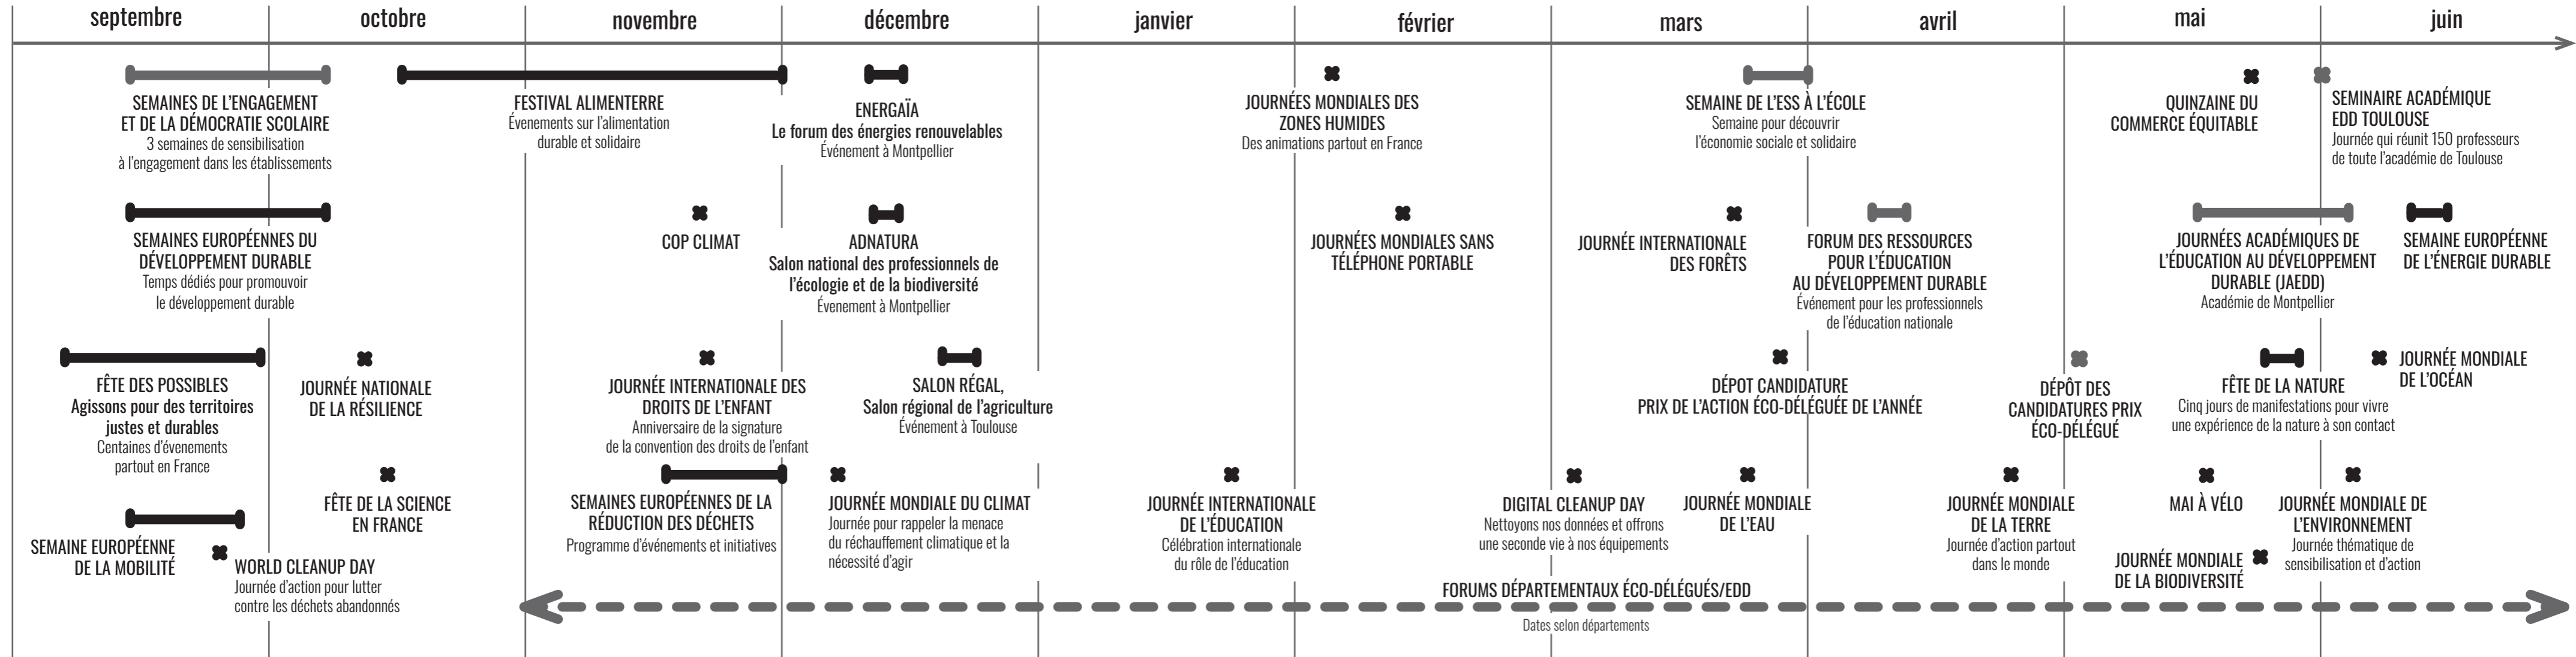 septembre
octobre
novembre
décembre
janvier
février
mars
avril
mai
juin
SEMAINES DE L'ENGAGEMENT
ET DE LA DÉMOCRATIE SCOLAIRE
3 semaines de sensibilisation
à l'engagement dans les établissements
FESTIVAL ALIMENTERRE
Évenements sur l'alimentation
durable et solidaire
ENERGAÏA
Le forum des énergies renouvelables
Événement à Montpellier
JOURNÉES MONDIALES DES
ZONES HUMIDES
Des animations partout en France
SEMAINE DE L'ESS À L'ÉCOLE
Semaine pour découvrir
l'économie sociale et solidaire
QUINZAINE DU
COMMERCE ÉQUITABLE
SEMINAIRE ACADÉMIQUE
EDD TOULOUSE
Journée qui réunit 150 professeurs
de toute l'académie de Toulouse
SEMAINES EUROPÉENNES DU
DÉVELOPPEMENT DURABLE
Temps dédiés pour promouvoir
le développement durable
COP CLIMAT
ADNATURA
Salon national des professionnels de
l'écologie et de la biodiversité
Évenement à Montpellier
JOURNÉES MONDIALES SANS
TÉLÉPHONE PORTABLE
JOURNÉE INTERNATIONALE
DES FORÊTS
FORUM DES RESSOURCES
POUR L'ÉDUCATION
AU DÉVELOPPEMENT DURABLE
Événement pour les professionnels
de l'éducation nationale
JOURNÉES ACADÉMIQUES DE
L'ÉDUCATION AU DÉVELOPPEMENT
DURABLE (JAEDD)
Académie de Montpellier
SEMAINE EUROPÉENNE
DE L'ÉNERGIE DURABLE
FÊTE DES POSSIBLES
Agissons pour des territoires
justes et durables
Centaines d'évenements
partout en France
JOURNÉE NATIONALE
DE LA RÉSILIENCE
JOURNÉE INTERNATIONALE DES
DROITS DE L'ENFANT
Anniversaire de la signature
de la convention des droits de l'enfant
SALON RÉGAL,
Salon régional de l'agriculture
Événement à Toulouse
DÉPOT CANDIDATURE
PRIX DE L'ACTION ÉCO-DÉLÉGUÉE DE L'ANNÉE
DÉPÔT DES
CANDIDATURES PRIX
ÉCO-DÉLÉGUÉ
FÊTE DE LA NATURE
Cinq jours de manifestations pour vivre
une expérience de la nature à son contact
JOURNÉE MONDIALE
DE L'OCÉAN
FÊTE DE LA SCIENCE
EN FRANCE
SEMAINES EUROPÉENNES DE LA
RÉDUCTION DES DÉCHETS
Programme d'événements et initiatives
JOURNÉE MONDIALE DU CLIMAT
Journée pour rappeler la menace
du réchauffement climatique et la
nécessité d'agir
JOURNÉE INTERNATIONALE
DE L'ÉDUCATION
Célébration internationale
du rôle de l'éducation
DIGITAL CLEANUP DAY
Nettoyons nos données et offrons
une seconde vie à nos équipements
JOURNÉE MONDIALE
DE L'EAU
JOURNÉE MONDIALE
DE LA TERRE
Journée d'action partout
dans le monde
MAI À VÉLO
JOURNÉE MONDIALE DE
L'ENVIRONNEMENT
Journée thématique de
sensibilisation et d'action
SEMAINE EUROPÉENNE
DE LA MOBILITÉ
WORLD CLEANUP DAY
Journée d'action pour lutter
contre les déchets abandonnés
JOURNÉE MONDIALE
DE LA BIODIVERSITÉ
FORUMS DÉPARTEMENTAUX ÉCO-DÉLÉGUÉS/EDD
Dates selon départements